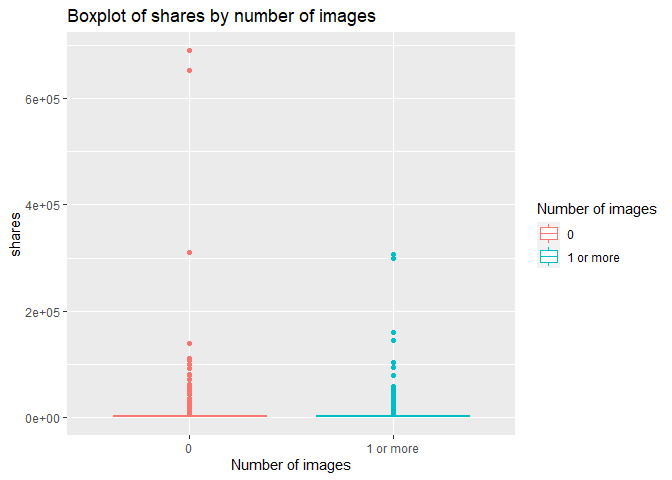 Boxplot of shares by number of images
shares
6e+05
4e+05
2e+05
0e+00
0
1 or more
Number of images
Number of images
0
1 or more